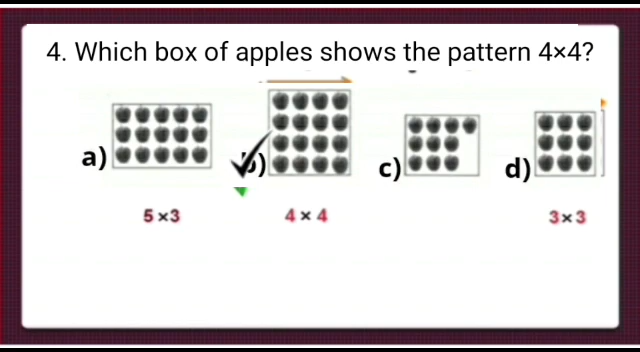 4. Which box of apples shows the pattern 4×4?
a) b) c) d)
5 ×3 4 × 4 3× 3